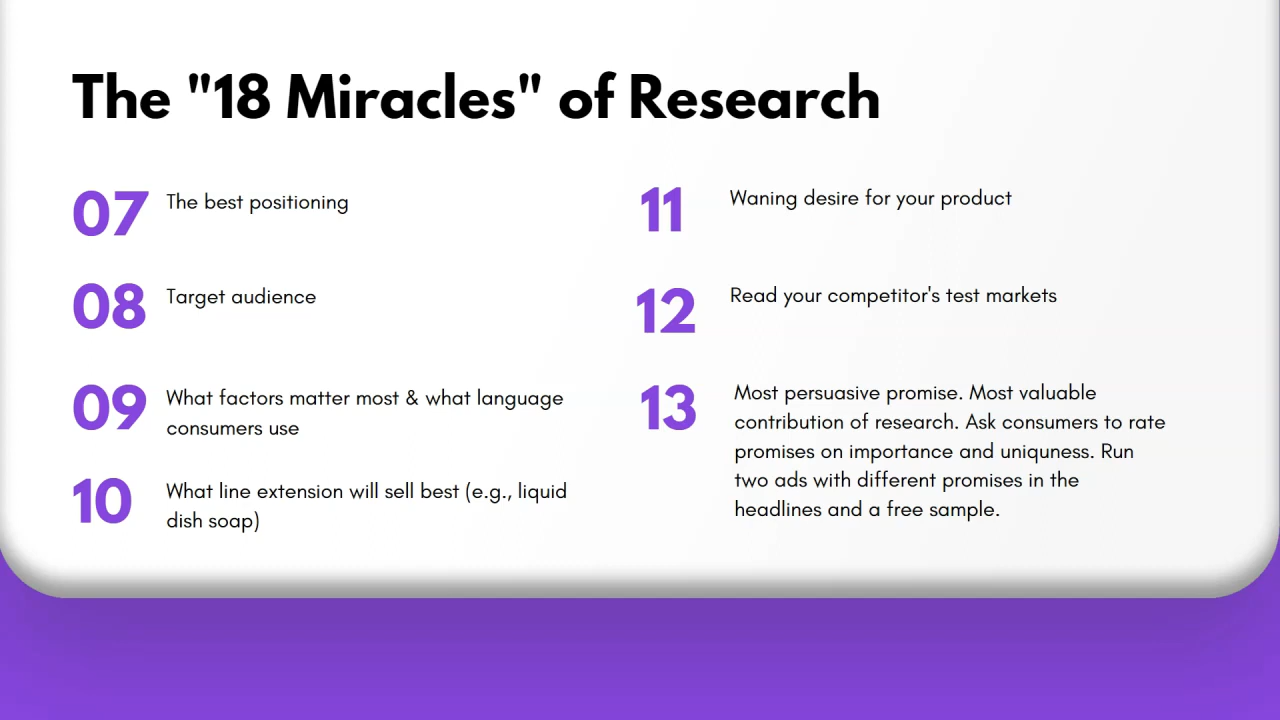 The "18 Miracles" of Research
07
The best positioning
08
Target audience
09
What factors matter most & what language
consumers use
10
What line extension will sell best (e.g., liquid
dish soap)
11
Waning desire for your product
12
Read your competitor's test markets
13
Most persuasive promise. Most valuable
contribution of research. Ask consumers to rate
promises on importance and uniquness. Run
two ads with different promises in the
headlines and a free sample.